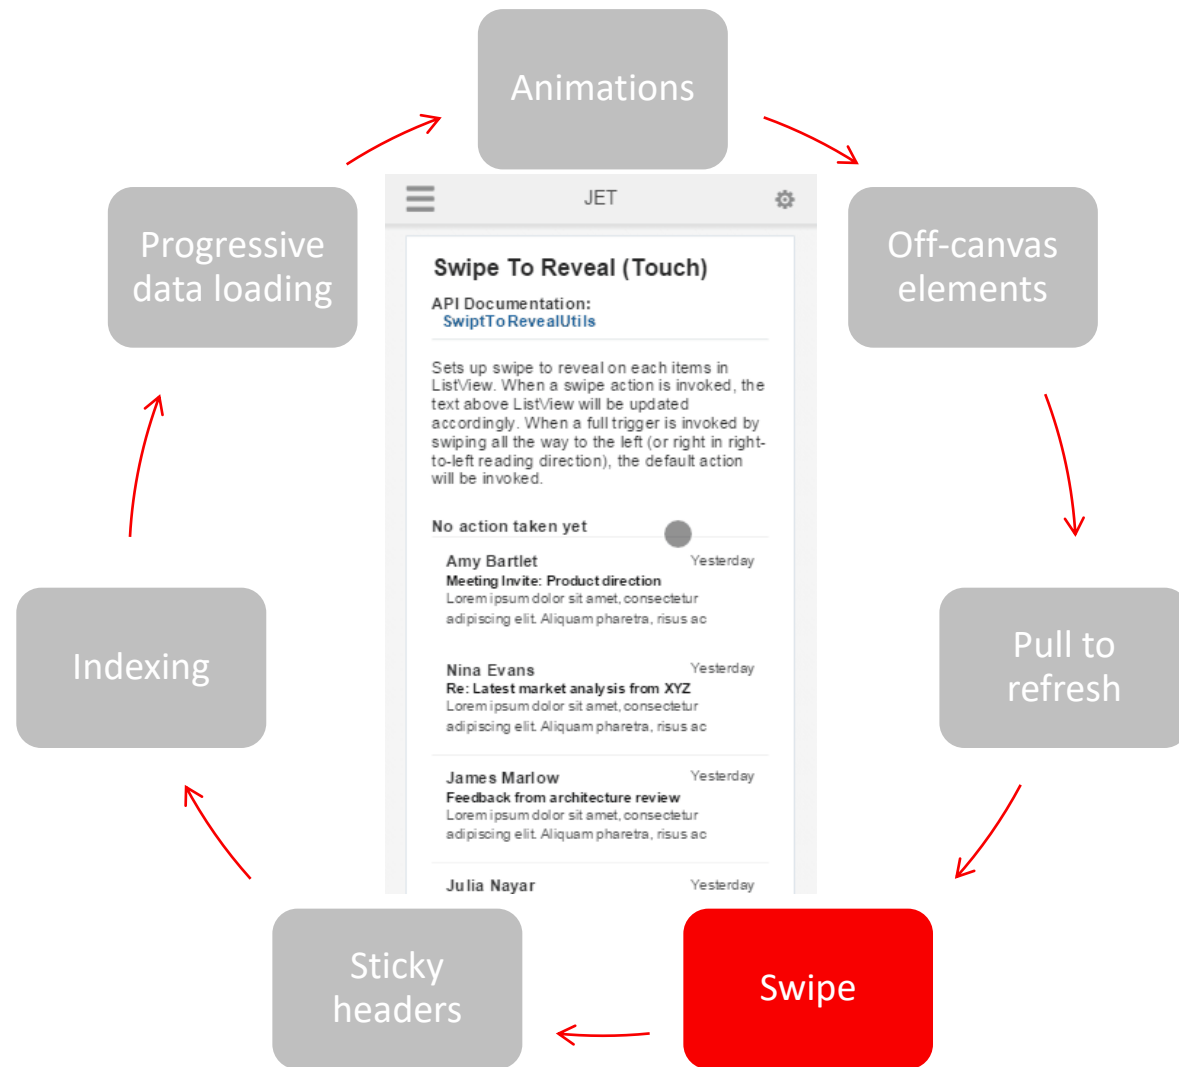 Animations
Progressive
data loading
Off-canvas
elements
JET
Swipe To Reveal (Touch)
API Documentation:
SwiptToRevealUtils
Sets up swipe to reveal on each items in
ListView. When a swipe action is invoked, the
text above ListView will be updated
accordingly. When a full trigger is invoked by
swiping all the way to the left (or right in right-
to-left reading direction), the default action
will be invoked.
No action taken yet
Amy Bartlet Yesterday
Meeting Invite: Product direction
Lorem ipsum dolor sit amet, consectetur
adipiscing elit. Aliquam pharetra, risus ac
Nina Evans Yesterday
Re: Latest market analysis from XYZ
Lorem ipsum dolor sit amet, consectetur
adipiscing elit. Aliquam pharetra, risus ac
James Marlow Yesterday
Feedback from architecture review
Lorem ipsum dolor sit amet, consectetur
adipiscing elit. Aliquam pharetra, risus ac
Julia Nayar Yesterday
Indexing
Pull to
refresh
Sticky
headers
Swipe